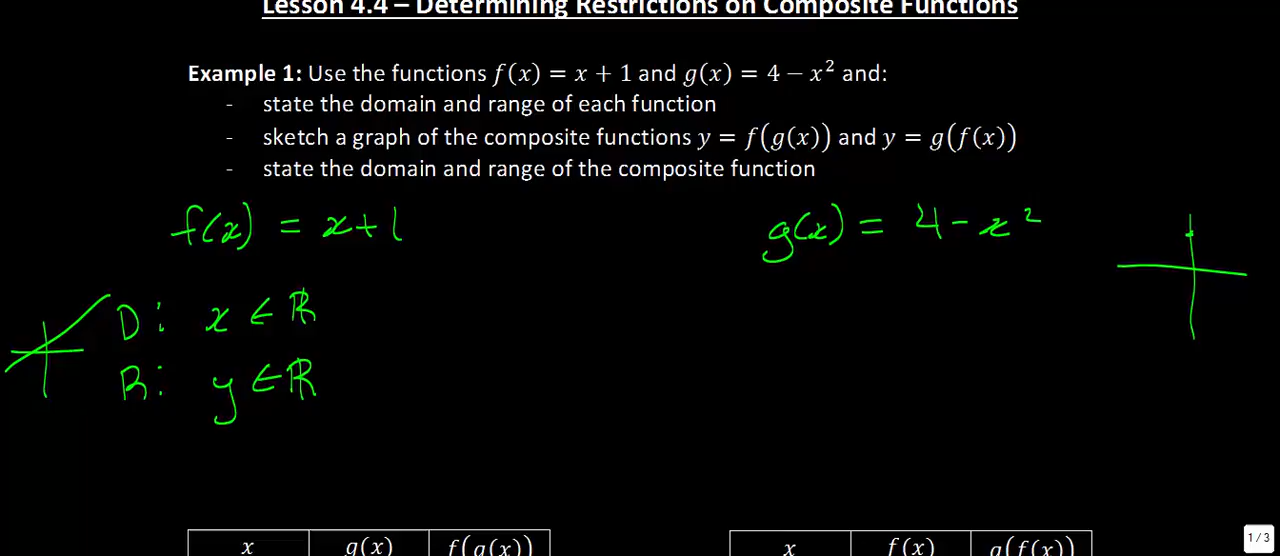 Lesson 4.4 – Determining Restrictions on Composite Functions
Example 1: Use the functions f(x) = x + 1 and g(x) = 4 − x² and:
- state the domain and range of each function
- sketch a graph of the composite functions y = f(g(x)) and y = g(f(x))
- state the domain and range of the composite function
f(x) = x + 1
g(x) = 4 - x²
D: x ∈ ℝ
R: y ∈ ℝ
x g(x) f(g(x))
x f(x) g(f(x))
1 / 3